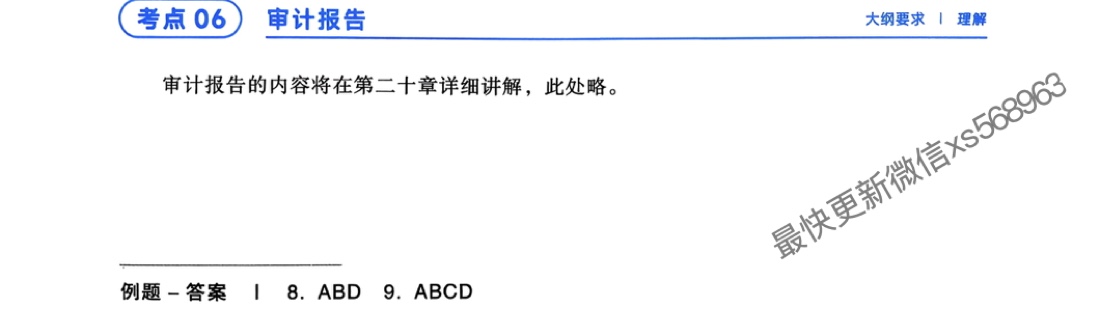 考点 06 审计报告 大纲要求 | 理解
审计报告的内容将在第二十章详细讲解，此处略。
最快更新微信xs568963
例题 – 答案 | 8. ABD 9. ABCD